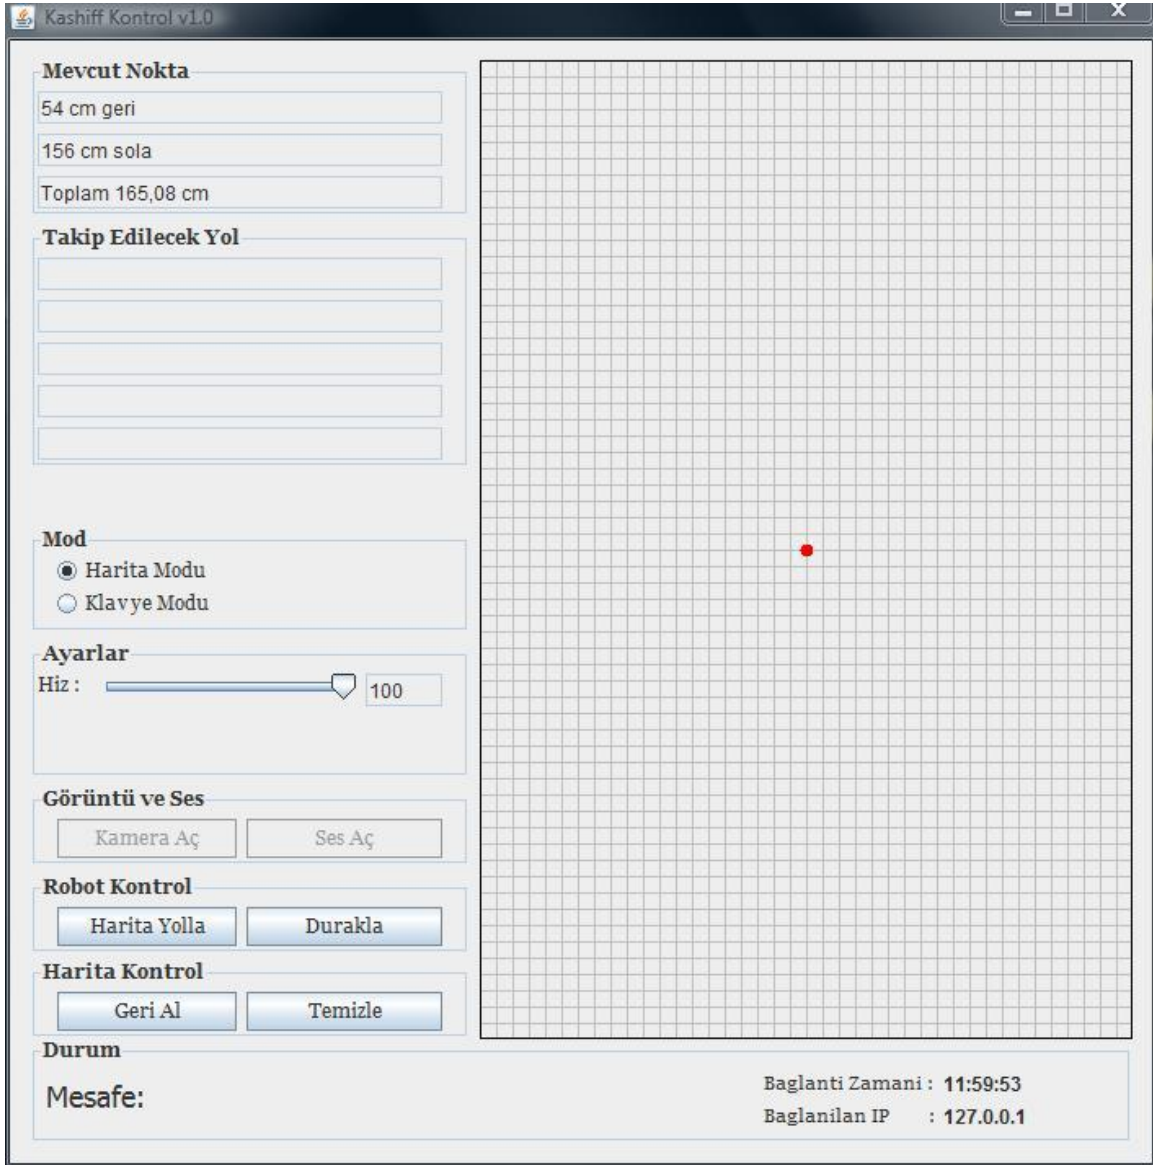 Kashiff Kontrol v1.0
Mevcut Nokta
54 cm geri
156 cm sola
Toplam 165,08 cm
Takip Edilecek Yol
Mod
Harita Modu
Klavye Modu
Ayarlar
Hiz : 100
Görüntü ve Ses
Kamera Aç Ses Aç
Robot Kontrol
Harita Yolla Durakla
Harita Kontrol
Geri Al Temizle
Durum
Mesafe:
Baglanti Zamani : 11:59:53
Baglanilan IP : 127.0.0.1